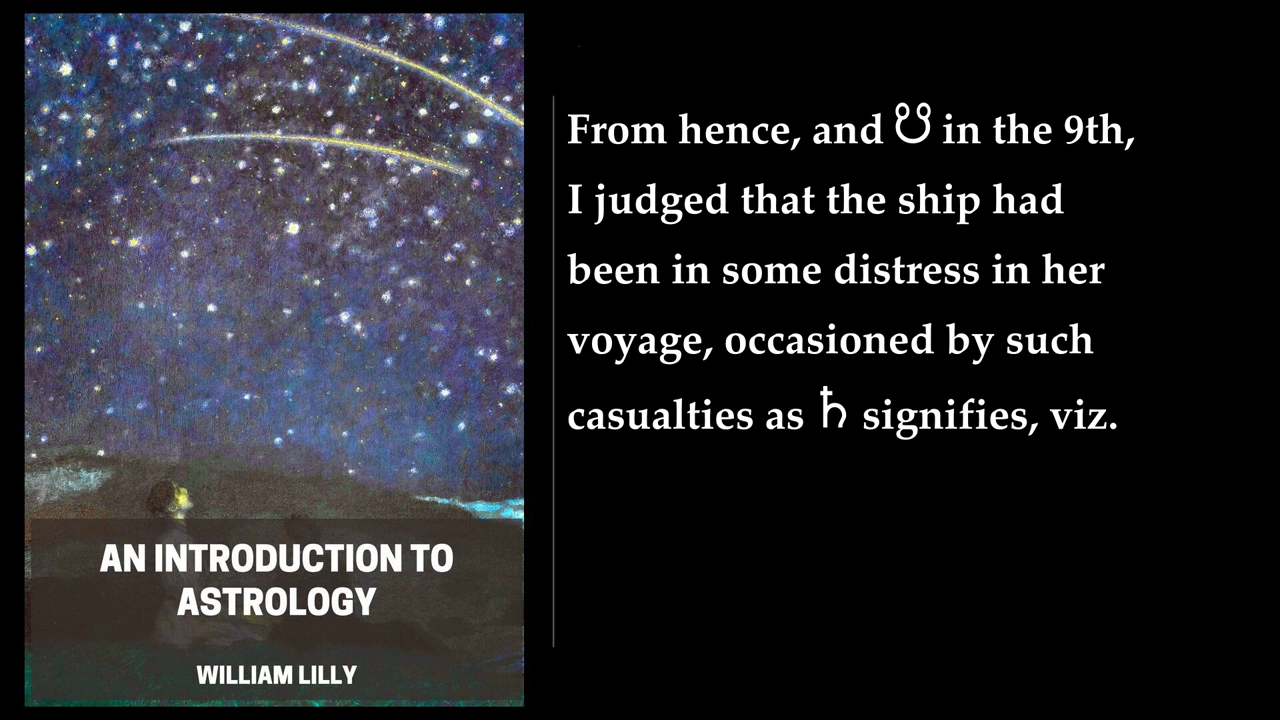 From hence, and ☋ in the 9th,
I judged that the ship had
been in some distress in her
voyage, occasioned by such
casualties as ♄ signifies, viz.
AN INTRODUCTION TO
ASTROLOGY
WILLIAM LILLY